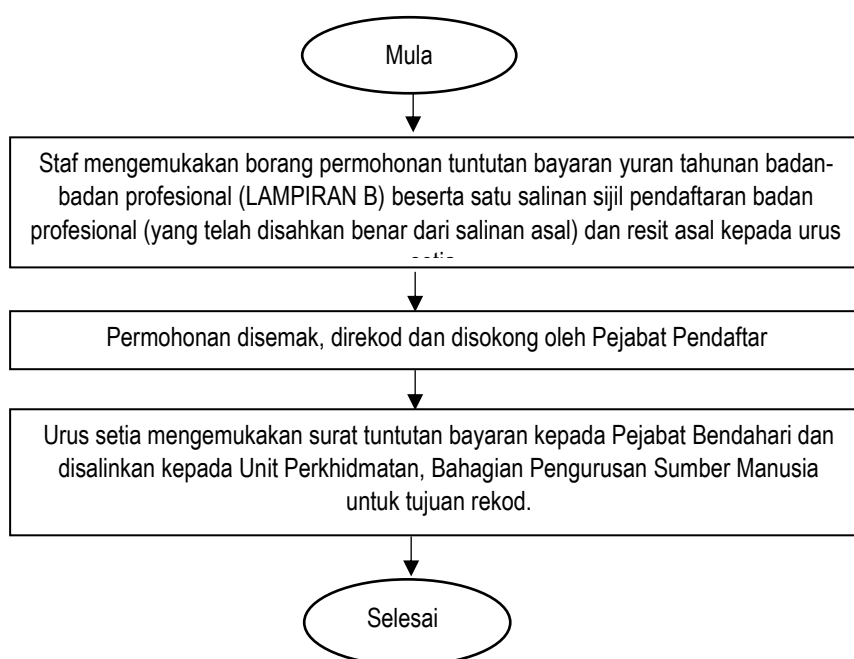 Mula
Staf mengemukakan borang permohonan tuntutan bayaran yuran tahunan badan-
badan profesional (LAMPIRAN B) beserta satu salinan sijil pendaftaran badan
profesional (yang telah disahkan benar dari salinan asal) dan resit asal kepada urus
Permohonan disemak, direkod dan disokong oleh Pejabat Pendaftar
Urus setia mengemukakan surat tuntutan bayaran kepada Pejabat Bendahari dan
disalinkan kepada Unit Perkhidmatan, Bahagian Pengurusan Sumber Manusia
untuk tujuan rekod.
Selesai